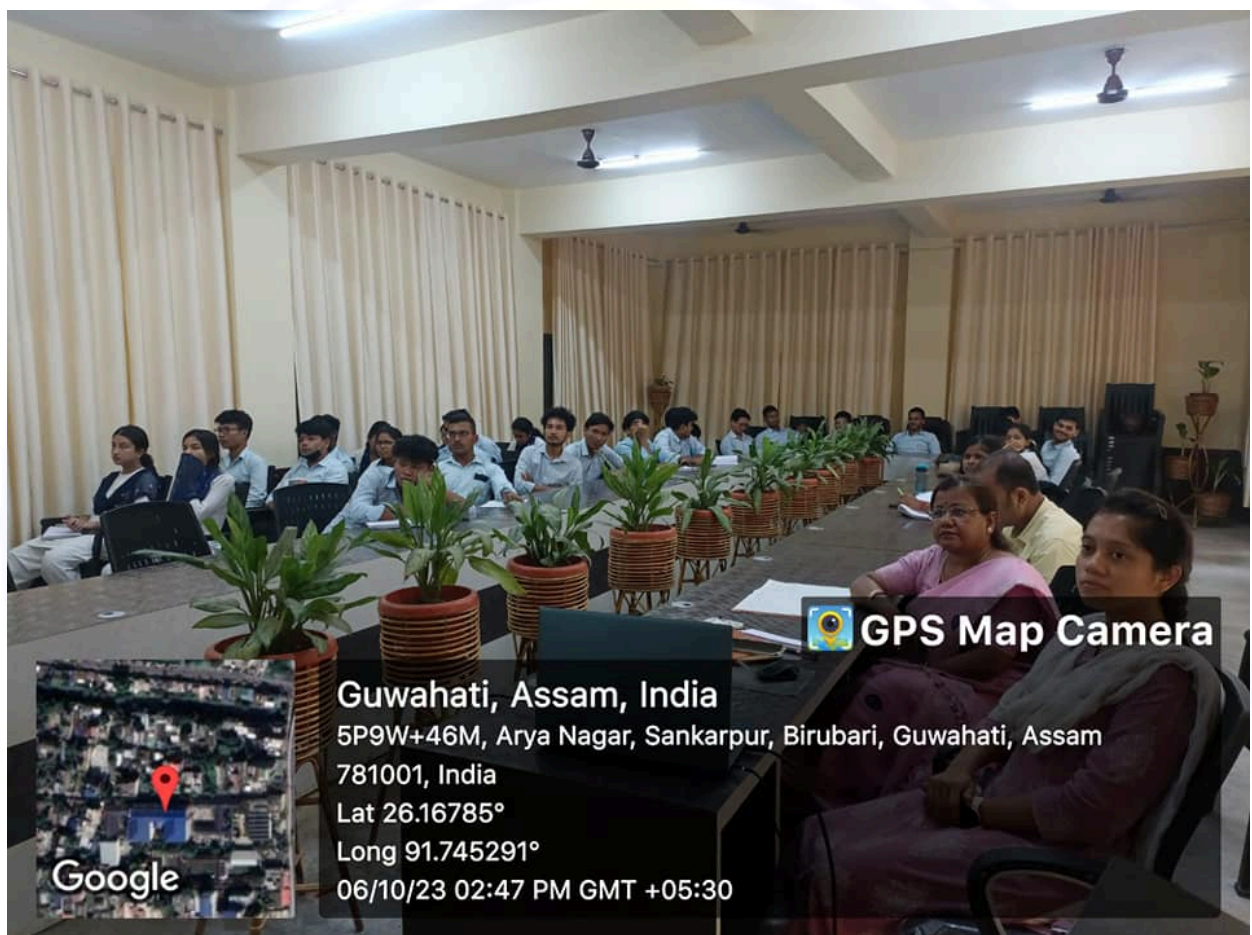 GPS Map Camera
Guwahati, Assam, India
5P9W+46M, Arya Nagar, Sankarpur, Birubari, Guwahati, Assam
781001, India
Lat 26.16785°
Long 91.745291°
06/10/23 02:47 PM GMT +05:30
Google